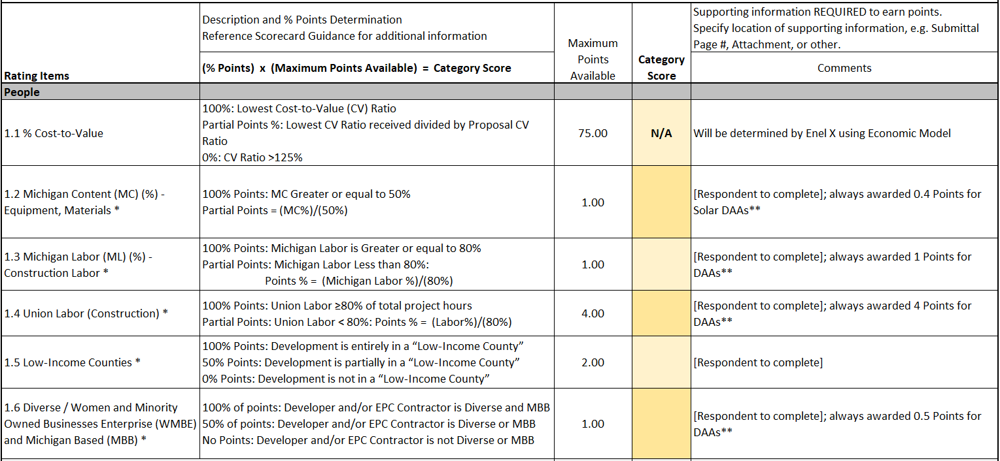 Rating Items
Description and % Points Determination
Reference Scorecard Guidance for additional information
(% Points) x (Maximum Points Available) = Category Score
Maximum
Points
Available
Category
Score
Supporting information REQUIRED to earn points.
Specify location of supporting information, e.g. Submittal
Page #, Attachment, or other.
Comments
People
1.1 % Cost-to-Value
100%: Lowest Cost-to-Value (CV) Ratio
Partial Points %: Lowest CV Ratio received divided by Proposal CV
Ratio
0%: CV Ratio >125%
75.00
N/A
Will be determined by Enel X using Economic Model
1.2 Michigan Content (MC) (%) -
Equipment, Materials *
100% Points: MC Greater or equal to 50%
Partial Points = (MC%)/(50%)
1.00
[Respondent to complete]; always awarded 0.4 Points for
Solar DAAs**
1.3 Michigan Labor (ML) (%) -
Construction Labor *
100% Points: Michigan Labor is Greater or equal to 80%
Partial Points: Michigan Labor Less than 80%:
Points % = (Michigan Labor %)/(80%)
1.00
[Respondent to complete]; always awarded 1 Points for
DAAs**
1.4 Union Labor (Construction) *
100% Points: Union Labor ≥80% of total project hours
Partial Points: Union Labor < 80%: Points % = (Labor%)/(80%)
4.00
[Respondent to complete]; always awarded 4 Points for
DAAs**
1.5 Low-Income Counties *
100% Points: Development is entirely in a “Low-Income County”
50% Points: Development is partially in a “Low-Income County”
0% Points: Development is not in a “Low-Income County”
2.00
[Respondent to complete]
1.6 Diverse / Women and Minority
Owned Businesses Enterprise (WMBE)
and Michigan Based (MBB) *
100% of points: Developer and/or EPC Contractor is Diverse and MBB
50% of points: Developer and/or EPC Contractor is Diverse or MBB
No Points: Developer and/or EPC Contractor is not Diverse or MBB
1.00
[Respondent to complete]; always awarded 0.5 Points for
DAAs**